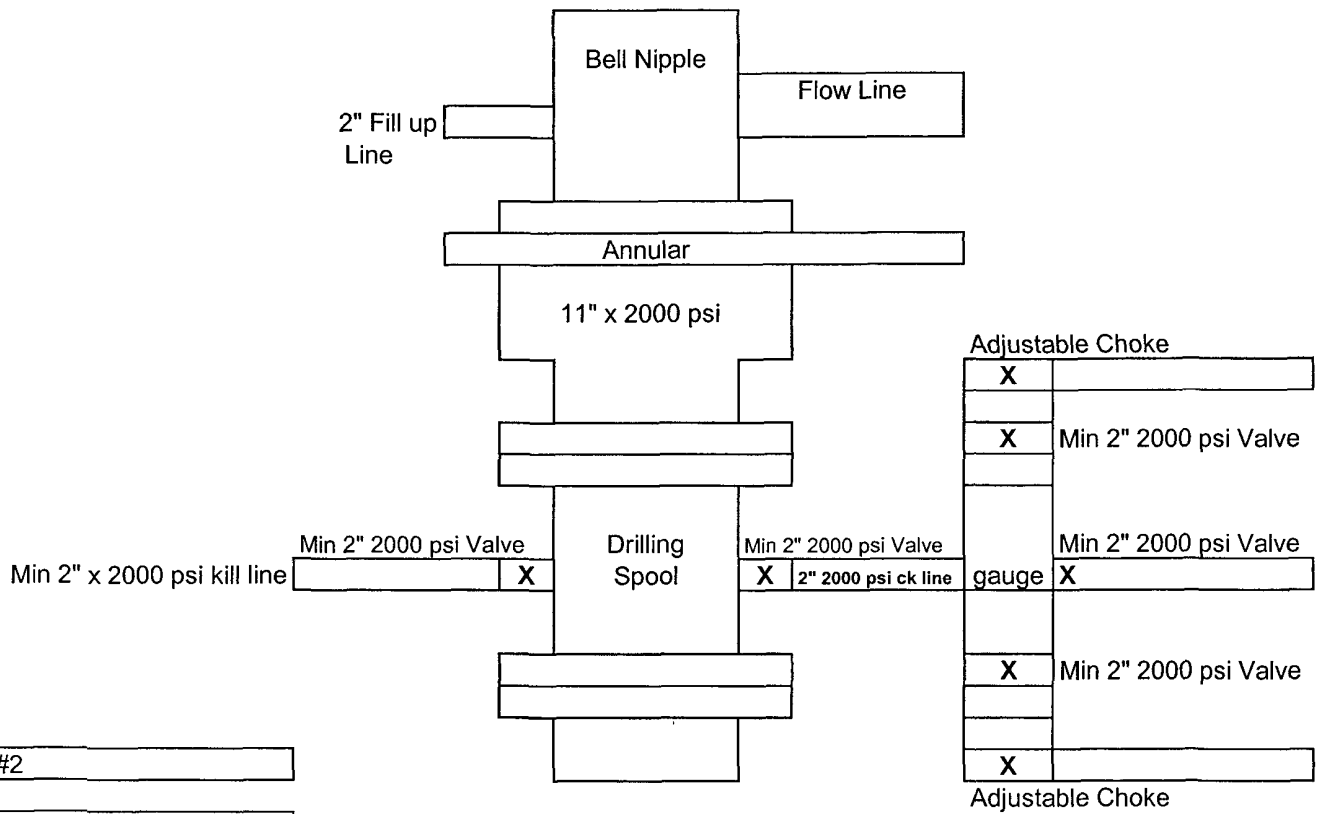 Bell Nipple
Flow Line
2" Fill up
Line
Annular
11" x 2000 psi
Adjustable Choke
X
X Min 2" 2000 psi Valve
Min 2" 2000 psi Valve
Drilling
Spool
Min 2" 2000 psi Valve
Min 2" 2000 psi Valve
Min 2" x 2000 psi kill line
X
X
2" 2000 psi ck line
gauge
X
X Min 2" 2000 psi Valve
#2
X
Adjustable Choke